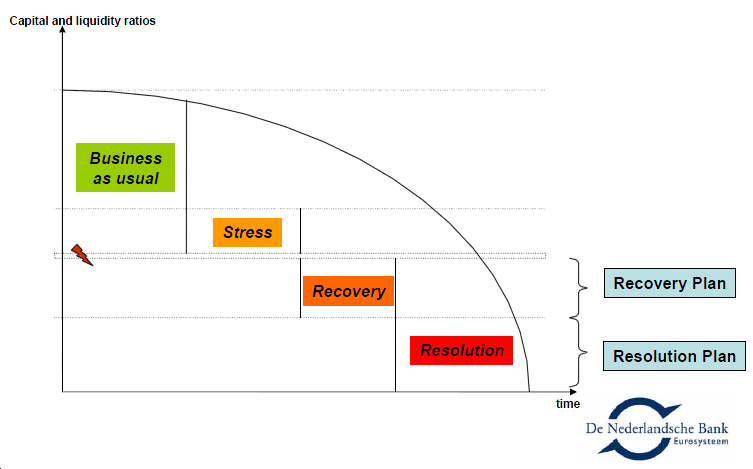 Capital and liquidity ratios
Business
as usual
Stress
Recovery
Recovery Plan
Resolution
Resolution Plan
time
De Nederlandsche Bank
Eurosysteem